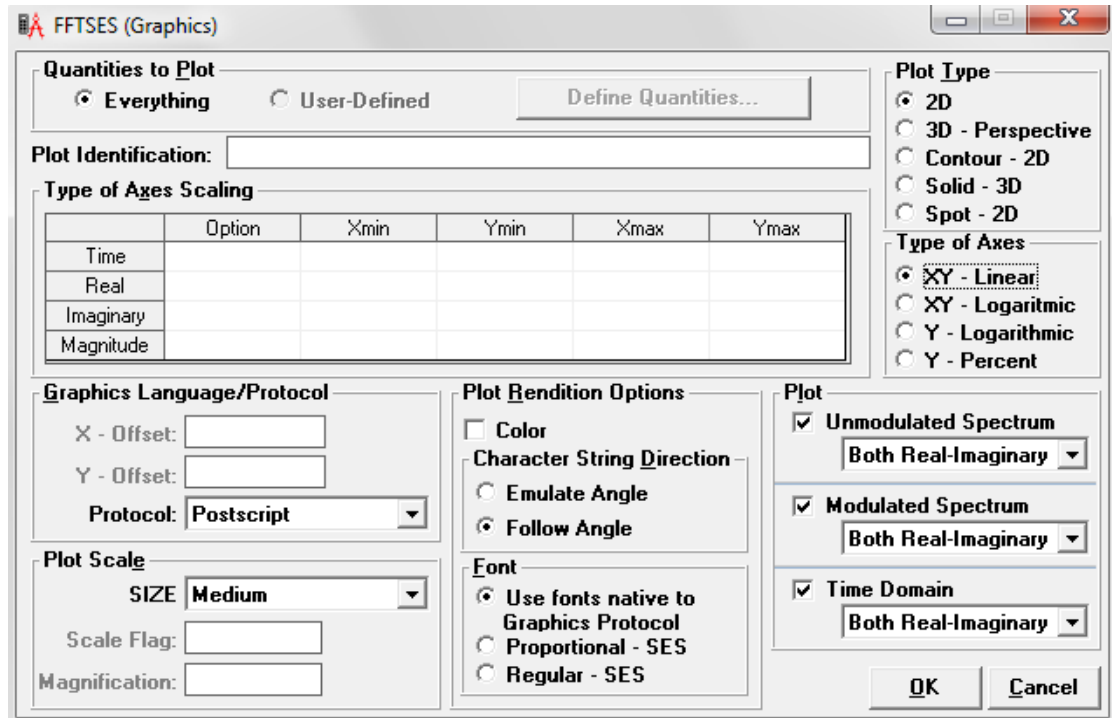 FFTSES (Graphics)
Quantities to Plot
Everything
User-Defined
Define Quantities...
Plot Identification:
Type of Axes Scaling
Option Xmin Ymin Xmax Ymax
Time
Real
Imaginary
Magnitude
Plot Type
2D
3D - Perspective
Contour - 2D
Solid - 3D
Spot - 2D
Type of Axes
XY - Linear
XY - Logaritmic
Y - Logarithmic
Y - Percent
Graphics Language/Protocol
X - Offset:
Y - Offset:
Protocol: Postscript
Plot Scale
SIZE Medium
Scale Flag:
Magnification:
Plot Rendition Options
Color
Character String Direction
Emulate Angle
Follow Angle
Font
Use fonts native to
Graphics Protocol
Proportional - SES
Regular - SES
Plot
Unmodulated Spectrum
Both Real-Imaginary
Modulated Spectrum
Both Real-Imaginary
Time Domain
Both Real-Imaginary
OK
Cancel